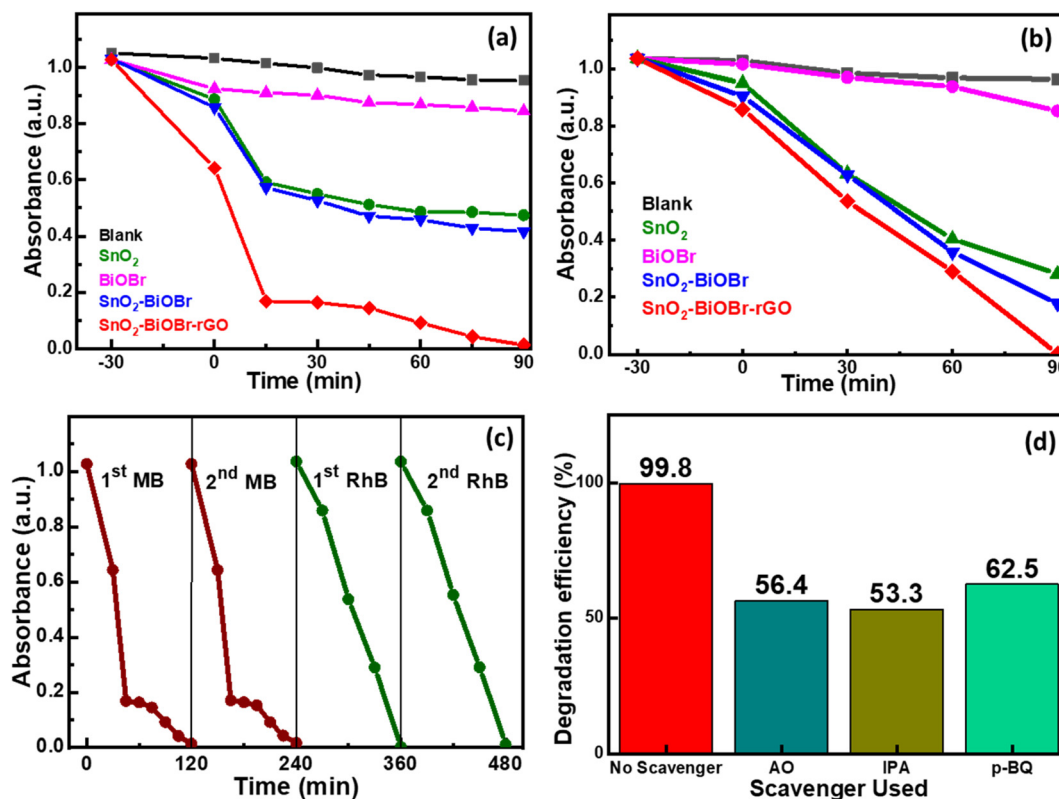 (a)
Absorbance (a.u.)
1.0
0.8
0.6
0.4
0.2
0.0
Blank
SnO₂
BiOBr
SnO₂-BiOBr
SnO₂-BiOBr-rGO
-30 0 30 60 90
Time (min)
(b)
Absorbance (a.u.)
1.0
0.8
0.6
0.4
0.2
0.0
Blank
SnO₂
BiOBr
SnO₂-BiOBr
SnO₂-BiOBr-rGO
-30 0 30 60 90
Time (min)
(c)
Absorbance (a.u.)
1.0
0.8
0.6
0.4
0.2
0.0
1st MB 2nd MB 1st RhB 2nd RhB
0 120 240 360 480
Time (min)
(d)
Degradation efficiency (%)
100
50
0
99.8
56.4
53.3
62.5
No Scavenger AO IPA p-BQ
Scavenger Used